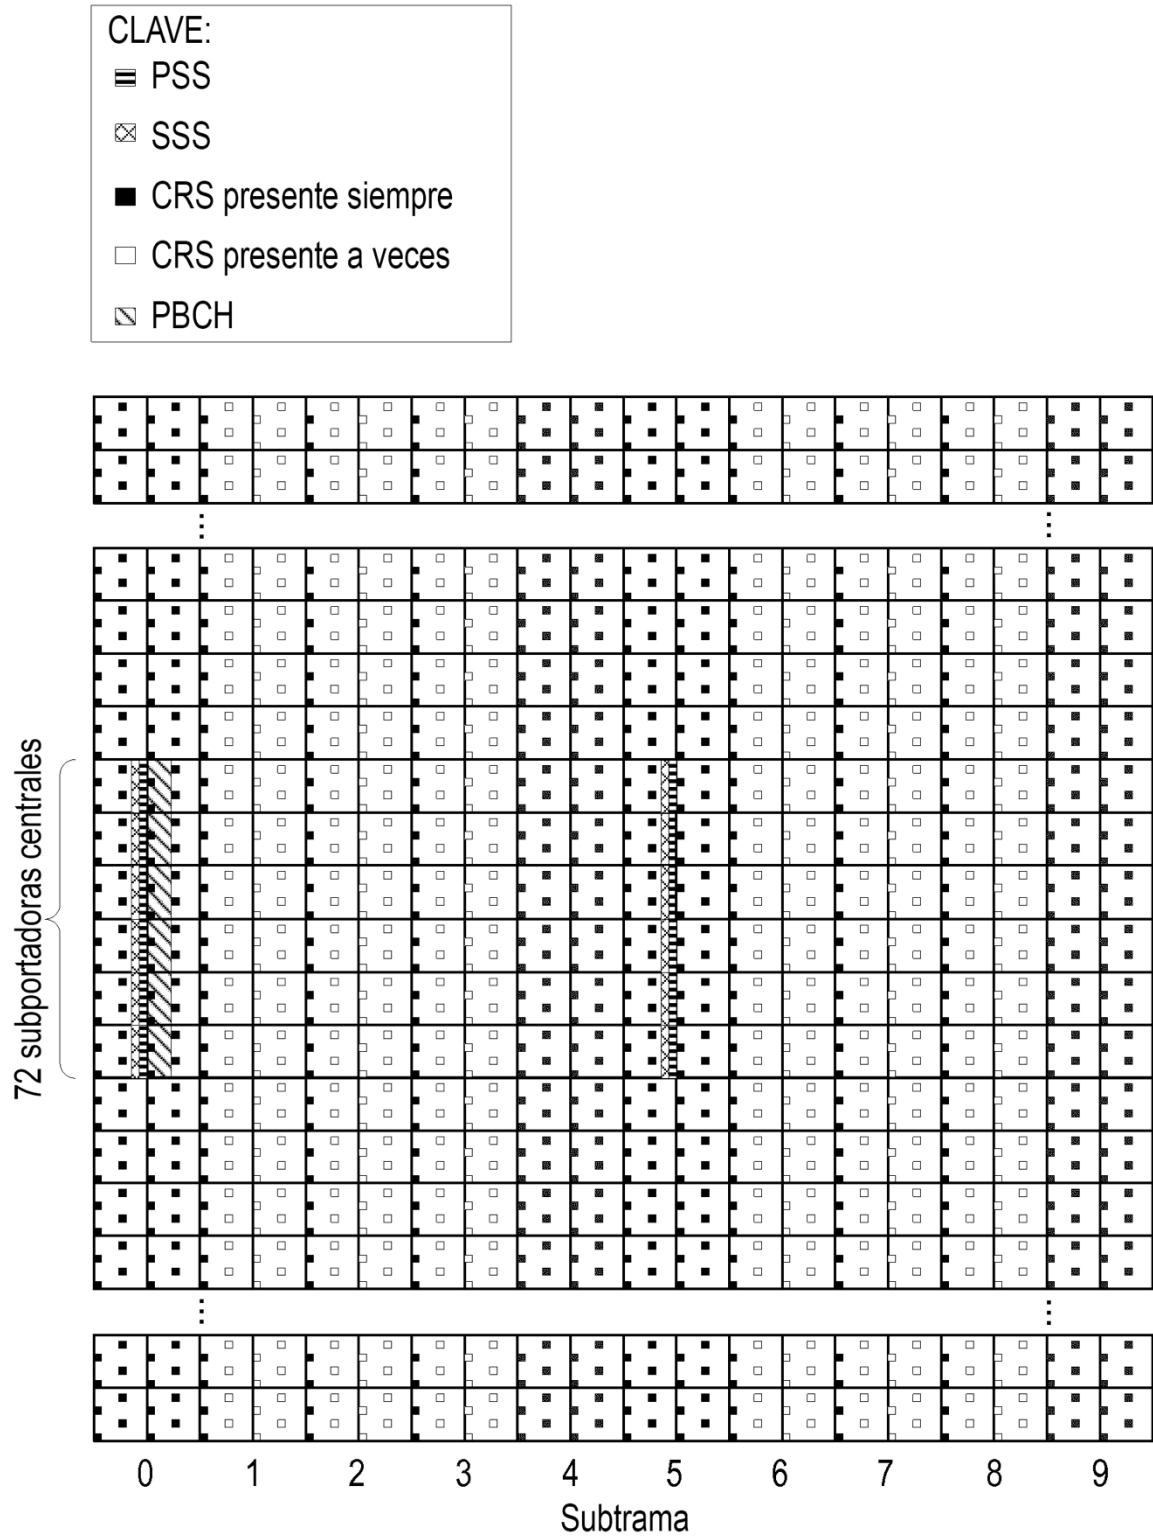 CLAVE:
PSS
SSS
CRS presente siempre
CRS presente a veces
PBCH
72 subportadoras centrales
0 1 2 3 4 5 6 7 8 9
Subtrama